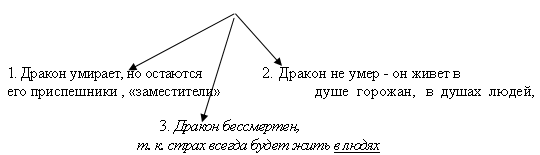 1. Дракон умирает, но остаются
его приспешники , «заместители»
2. Дракон не умер - он живет в
душе горожан, в душах людей,
3. Дракон бессмертен,
т. к. страх всегда будет жить в людях